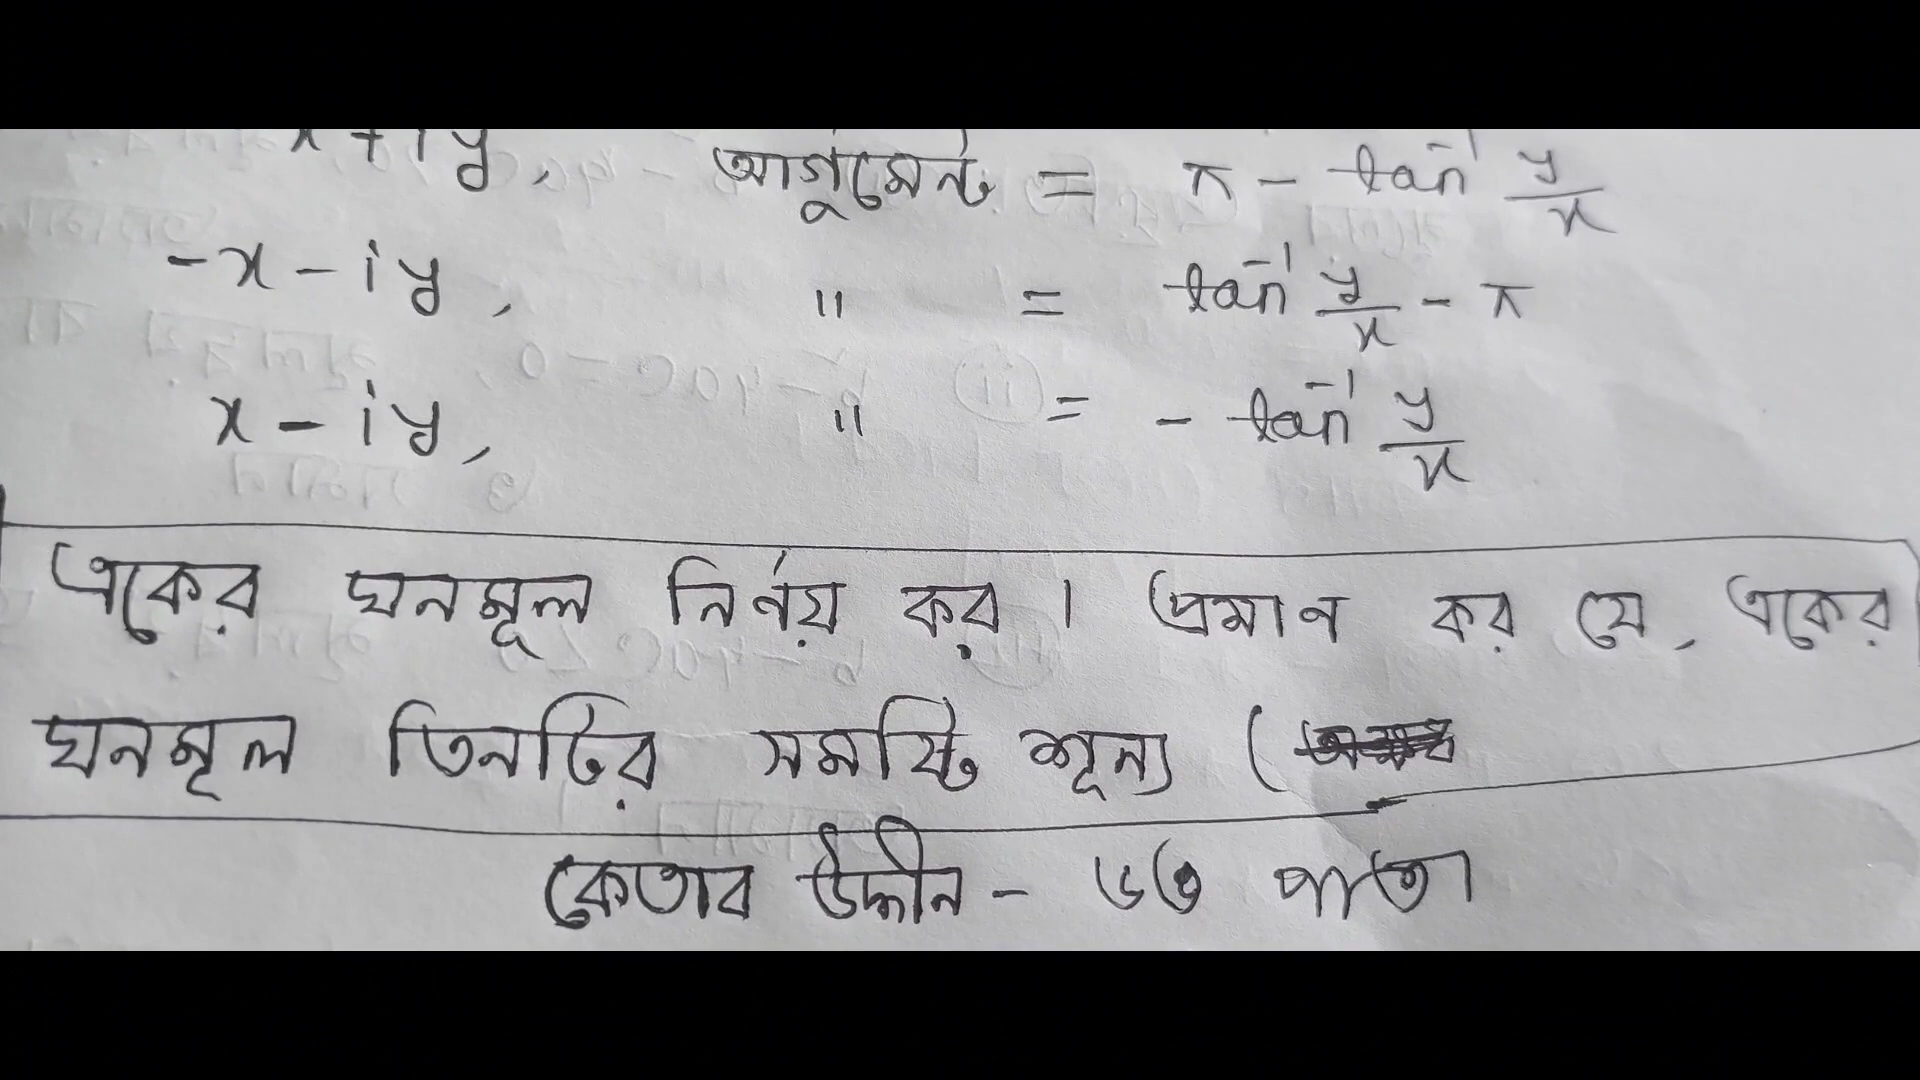 x + iy, আর্গুমেন্ট = π - tan⁻¹ y/x
-x - iy, " = tan⁻¹ y/x - π
x - iy, " = - tan⁻¹ y/x
একের ঘনমূল নির্ণয় কর। প্রমান কর যে, একের
ঘনমূল তিনটির সমষ্টি শূন্য (
কেতাব উদ্দীন - ৬৩ পাতা